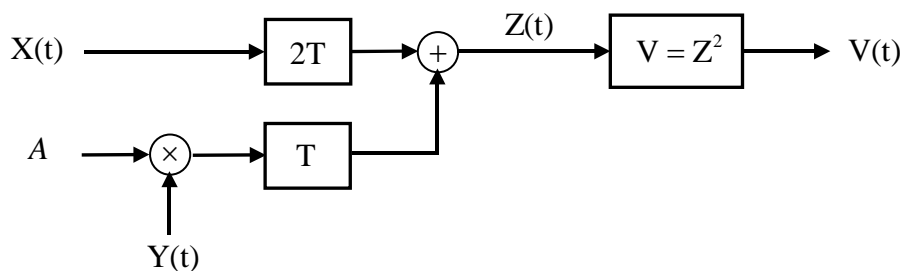 X(t)
2T
+
Z(t)
V = Z²
V(t)
A
×
T
Y(t)